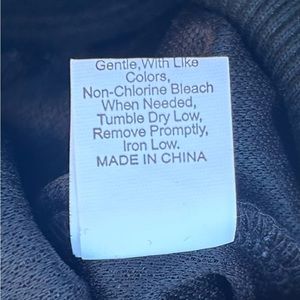 Gentle,With Like
Colors,
Non-Chlorine Bleach
When Needed,
Tumble Dry Low,
Remove Promptly,
Iron Low.
MADE IN CHINA